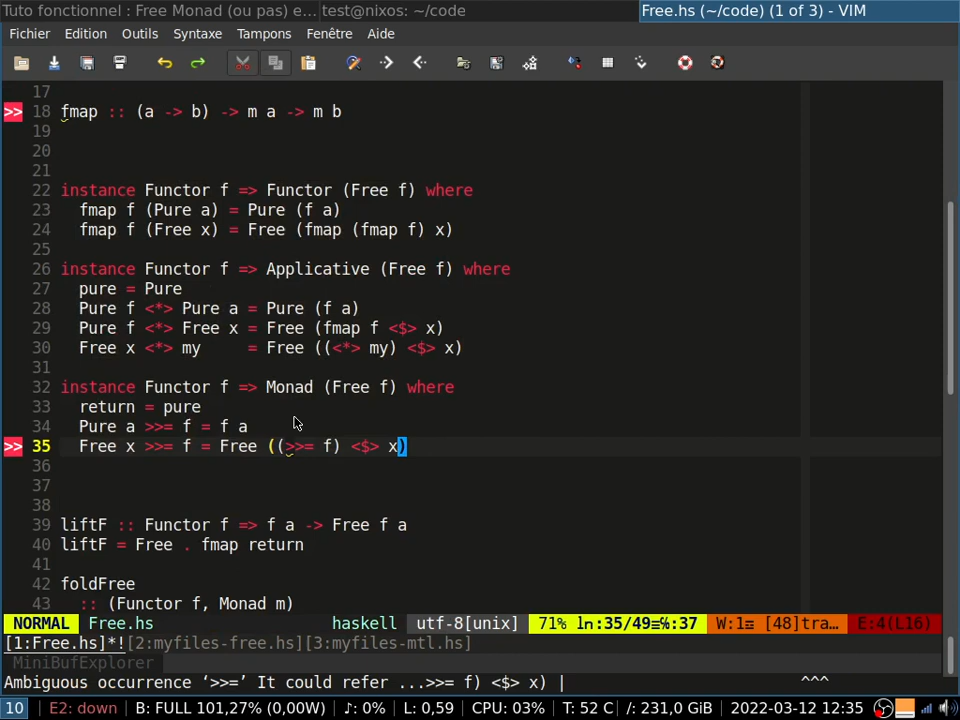 Tuto fonctionnel : Free Monad (ou pas) e... test@nixos: ~/code Free.hs (~/code) (1 of 3) - VIM
Fichier Edition Outils Syntaxe Tampons Fenêtre Aide
17
>> 18 fmap :: (a -> b) -> m a -> m b
19
20
21
22 instance Functor f => Functor (Free f) where
23   fmap f (Pure a) = Pure (f a)
24   fmap f (Free x) = Free (fmap (fmap f) x)
25
26 instance Functor f => Applicative (Free f) where
27   pure = Pure
28   Pure f <*> Pure a = Pure (f a)
29   Pure f <*> Free x = Free (fmap f <$> x)
30   Free x <*> my     = Free ((<*> my) <$> x)
31
32 instance Functor f => Monad (Free f) where
33   return = pure
34   Pure a >>= f = f a
>> 35   Free x >>= f = Free ((>>= f) <$> x)
36
37
38
39 liftF :: Functor f => f a -> Free f a
40 liftF = Free . fmap return
41
42 foldFree
43   :: (Functor f, Monad m)
NORMAL Free.hs haskell utf-8[unix] 71% ln:35/49≡℅:37 W:1≡ [48]tra… E:4(L16)
[1:Free.hs]*![2:myfiles-free.hs][3:myfiles-mtl.hs]
MiniBufExplorer
Ambiguous occurrence ‘>>=’ It could refer ...>>= f) <$> x) | ^^^
10 E2: down B: FULL 101,27% (0,00W) ♪: 0% L: 0,59 CPU: 03% T: 52 C /: 231,0 GiB 2022-03-12 12:35